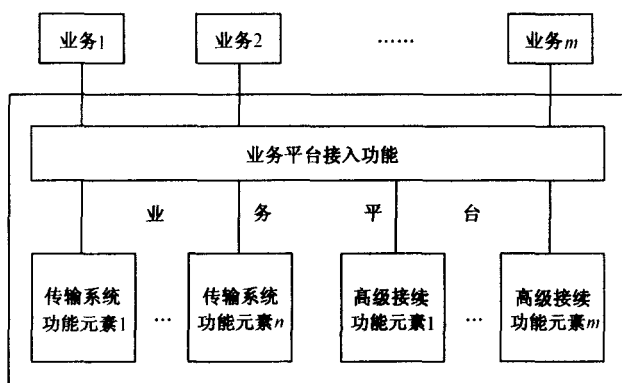 业务1 业务2 …… 业务m
业务平台接入功能
业 务 平 台
传输系统 传输系统 高级接续 高级接续
功能元素1 … 功能元素n 功能元素1 … 功能元素m